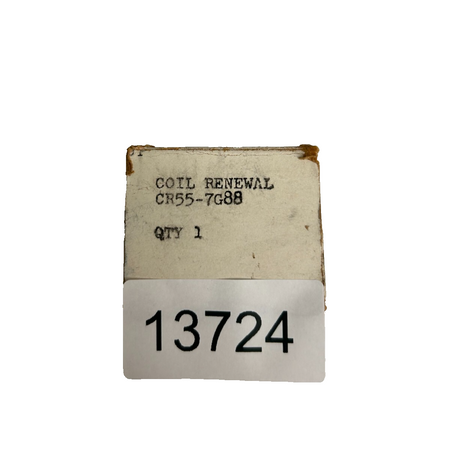 COIL RENEWAL
CR55-7G88
QTY 1
13724